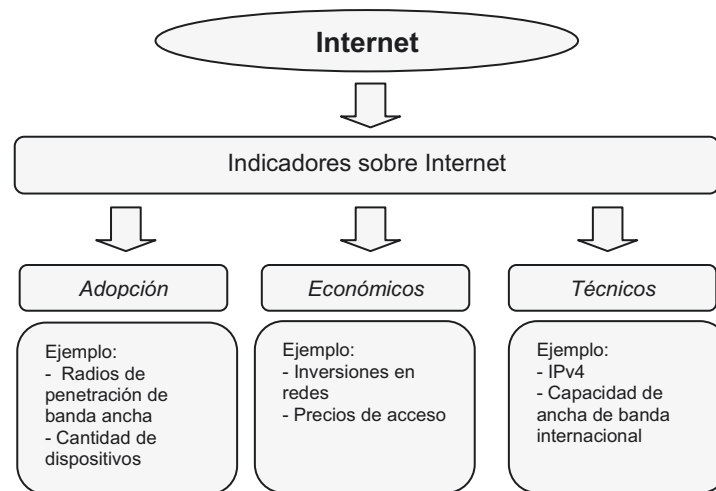 Internet
Indicadores sobre Internet
Adopción
Económicos
Técnicos
Ejemplo:
- Radios de
penetración de
banda ancha
- Cantidad de
dispositivos
Ejemplo:
- Inversiones en
redes
- Precios de acceso
Ejemplo:
- IPv4
- Capacidad de
ancha de banda
internacional